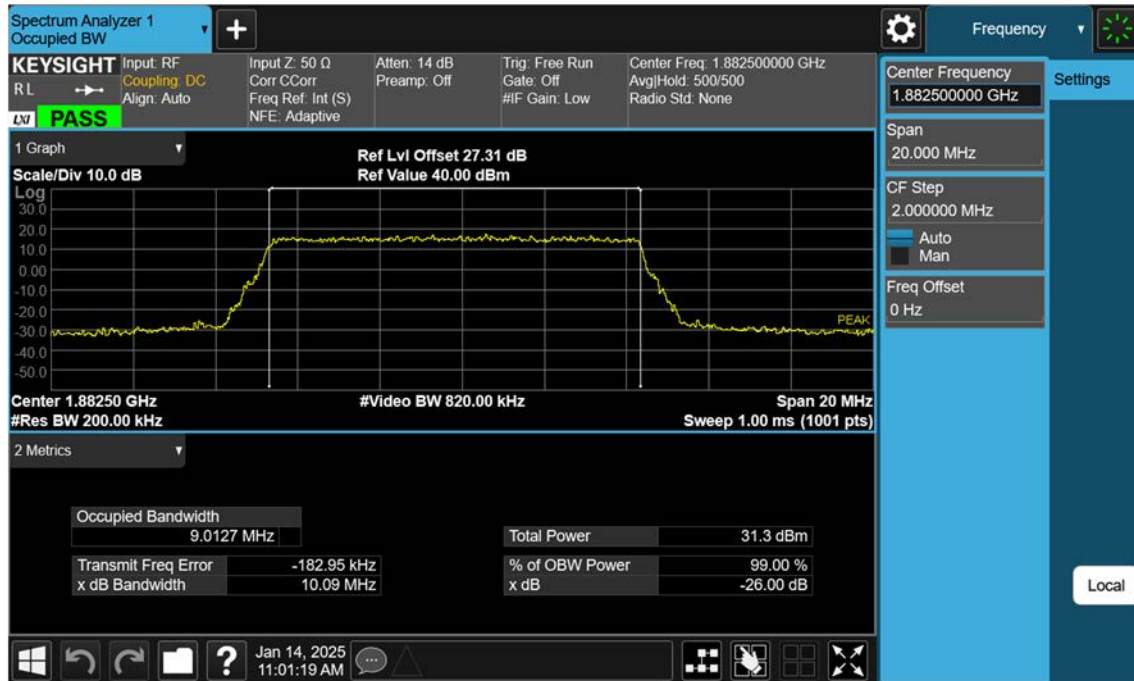 Spectrum Analyzer 1
Occupied BW
+
Frequency
KEYSIGHT
R L
LXI
PASS
Input: RF
Coupling: DC
Align: Auto
Input Z: 50 Ω
Corr CCorr
Freq Ref: Int (S)
NFE: Adaptive
Atten: 14 dB
Preamp: Off
Trig: Free Run
Gate: Off
#IF Gain: Low
Center Freq: 1.882500000 GHz
Avg|Hold: 500/500
Radio Std: None
Center Frequency
1.882500000 GHz
Settings
Span
20.000 MHz
CF Step
2.000000 MHz
Auto
Man
Freq Offset
0 Hz
Local
1 Graph
Scale/Div 10.0 dB
Ref Lvl Offset 27.31 dB
Ref Value 40.00 dBm
Log
30.0
20.0
10.0
0.00
-10.0
-20.0
-30.0
-40.0
-50.0
PEAK
Center 1.88250 GHz
#Video BW 820.00 kHz
Span 20 MHz
#Res BW 200.00 kHz
Sweep 1.00 ms (1001 pts)
2 Metrics
Occupied Bandwidth
9.0127 MHz
Total Power 31.3 dBm
Transmit Freq Error -182.95 kHz
% of OBW Power 99.00 %
x dB Bandwidth 10.09 MHz
x dB -26.00 dB
?
Jan 14, 2025
11:01:19 AM